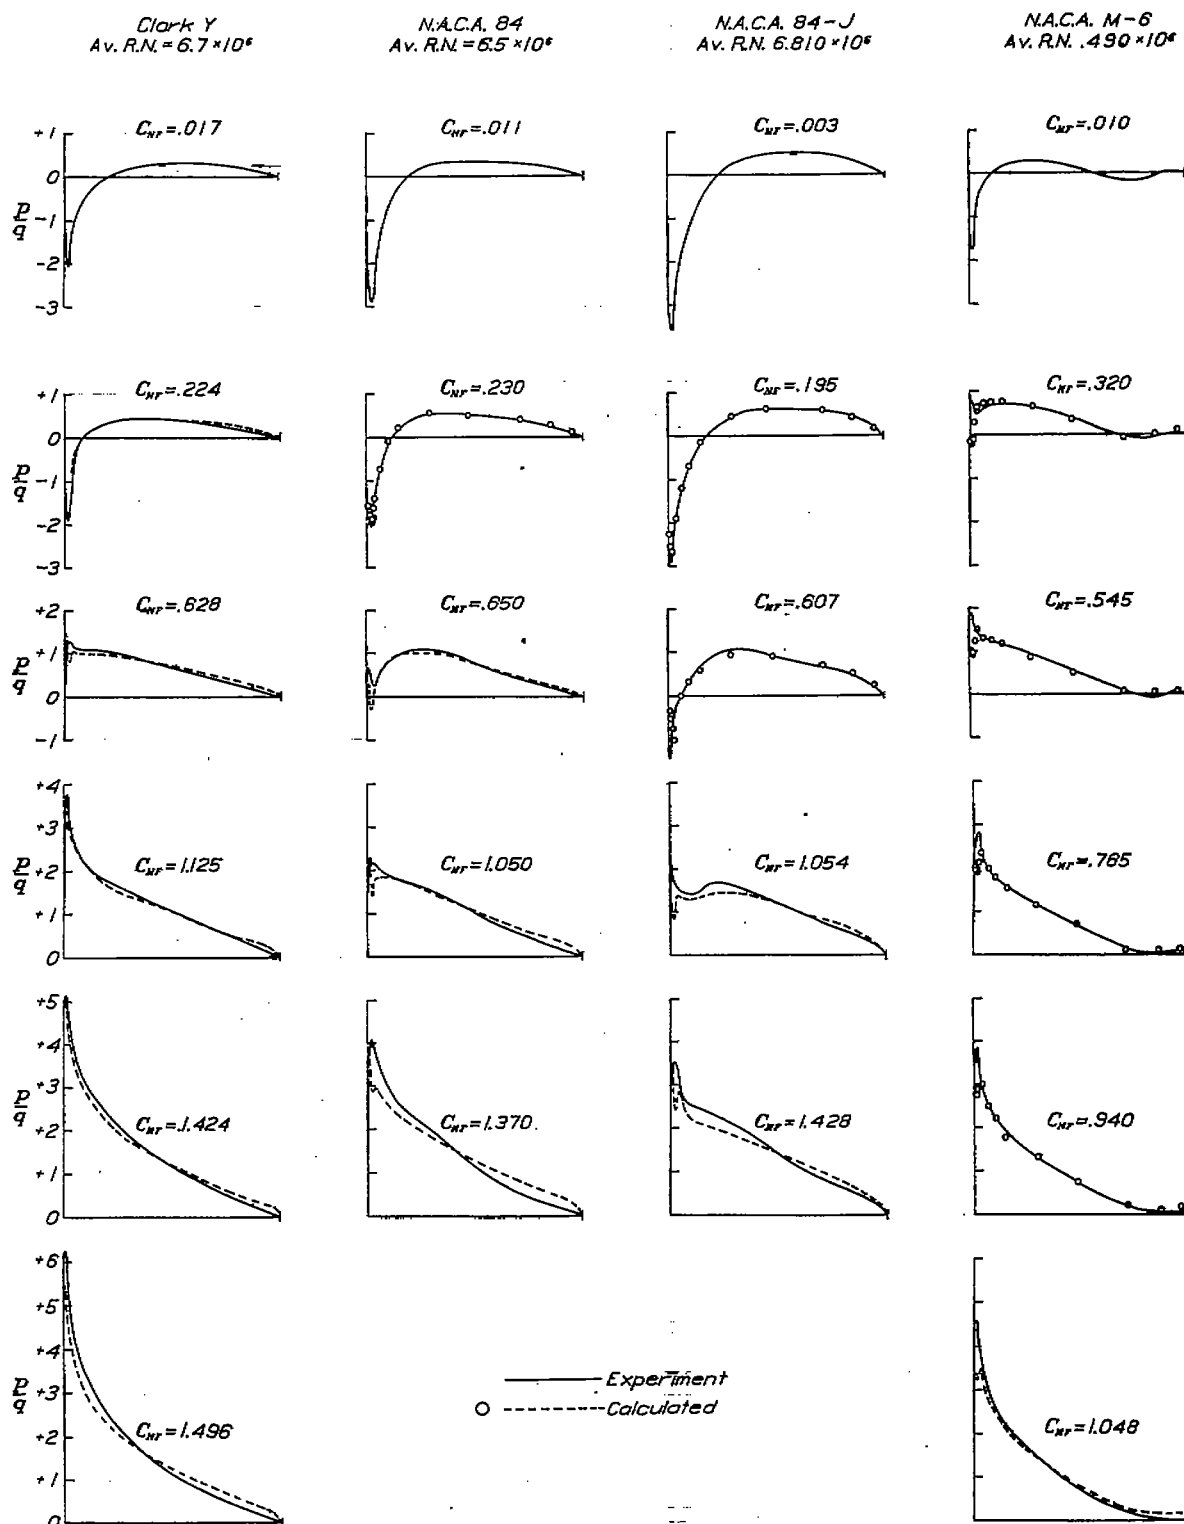 Clark Y
Av. R.N. = 6.7 × 10⁶
N.A.C.A. 84
Av. R.N. = 6.5 × 10⁶
N.A.C.A. 84-J
Av. R.N. 6.810 × 10⁶
N.A.C.A. M-6
Av. R.N. .490 × 10⁶
C_NF = .017
C_NF = .011
C_NF = .003
C_NF = .010
+1
0
p/q -1
-2
-3
C_NF = .224
C_NF = .230
C_NF = .195
C_NF = .320
+1
0
p/q -1
-2
-3
C_NF = .628
C_NF = .650
C_NF = .607
C_NF = .545
+2
p/q +1
0
-1
+4
+3
p/q +2
C_NF = 1.125
C_NF = 1.050
C_NF = 1.054
C_NF = .785
+1
0
+5
+4
p/q +3
+2
C_NF = 1.424
C_NF = 1.370
C_NF = 1.428
C_NF = .940
+1
0
+6
+5
+4
p/q +3
+2
C_NF = 1.496
C_NF = 1.048
+1
0
Experiment
Calculated